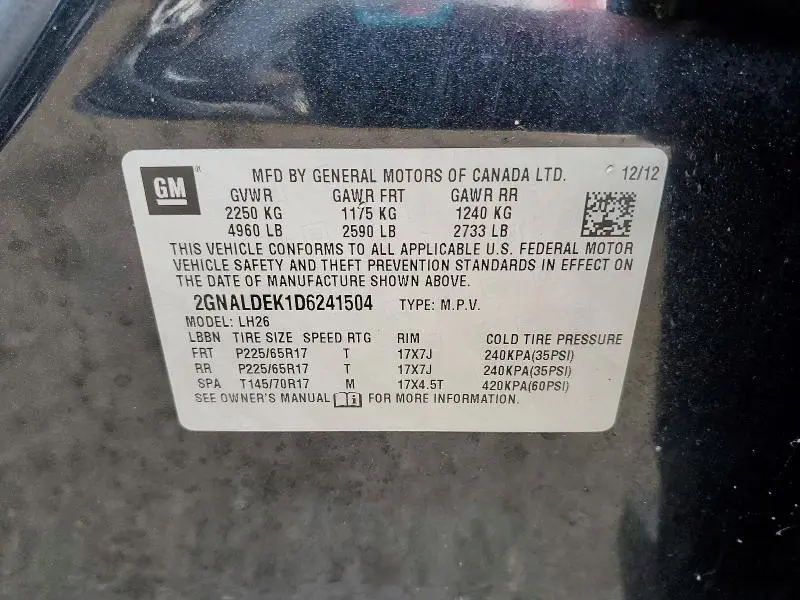 GM
MFD BY GENERAL MOTORS OF CANADA LTD. 12/12
GVWR GAWR FRT GAWR RR
2250 KG 1175 KG 1240 KG
4960 LB 2590 LB 2733 LB
THIS VEHICLE CONFORMS TO ALL APPLICABLE U.S. FEDERAL MOTOR
VEHICLE SAFETY AND THEFT PREVENTION STANDARDS IN EFFECT ON
THE DATE OF MANUFACTURE SHOWN ABOVE.
2GNALDEK1D6241504 TYPE: M.P.V.
MODEL: LH26
LBBN TIRE SIZE SPEED RTG RIM COLD TIRE PRESSURE
FRT P225/65R17 T 17X7J 240KPA(35PSI)
RR P225/65R17 T 17X7J 240KPA(35PSI)
SPA T145/70R17 M 17X4.5T 420KPA(60PSI)
SEE OWNER'S MANUAL FOR MORE INFORMATION.